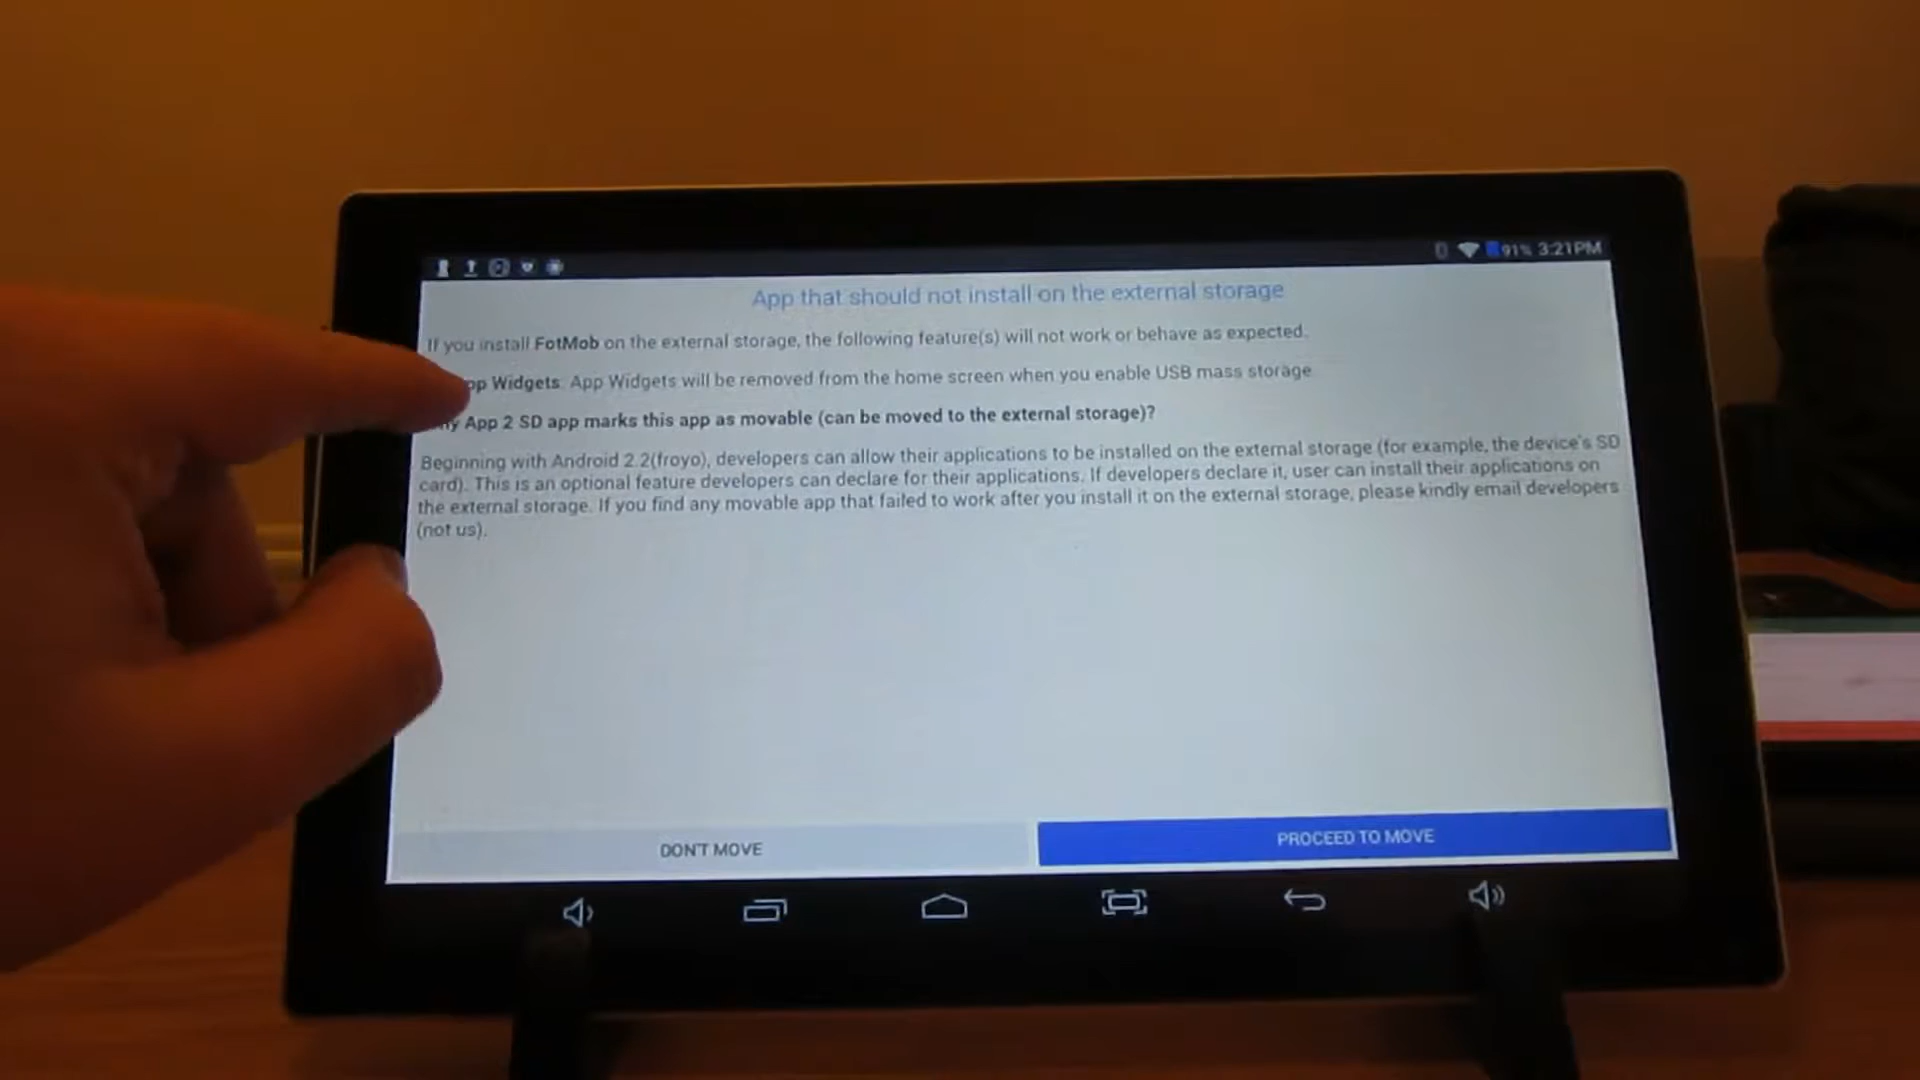 91% 3:21PM
App that should not install on the external storage
If you install FotMob on the external storage, the following feature(s) will not work or behave as expected.
pp Widgets: App Widgets will be removed from the home screen when you enable USB mass storage
y App 2 SD app marks this app as movable (can be moved to the external storage)?
Beginning with Android 2.2(froyo), developers can allow their applications to be installed on the external storage (for example, the device's SD
card). This is an optional feature developers can declare for their applications. If developers declare it, user can install their applications on
the external storage. If you find any movable app that failed to work after you install it on the external storage, please kindly email developers
(not us).
DON'T MOVE
PROCEED TO MOVE